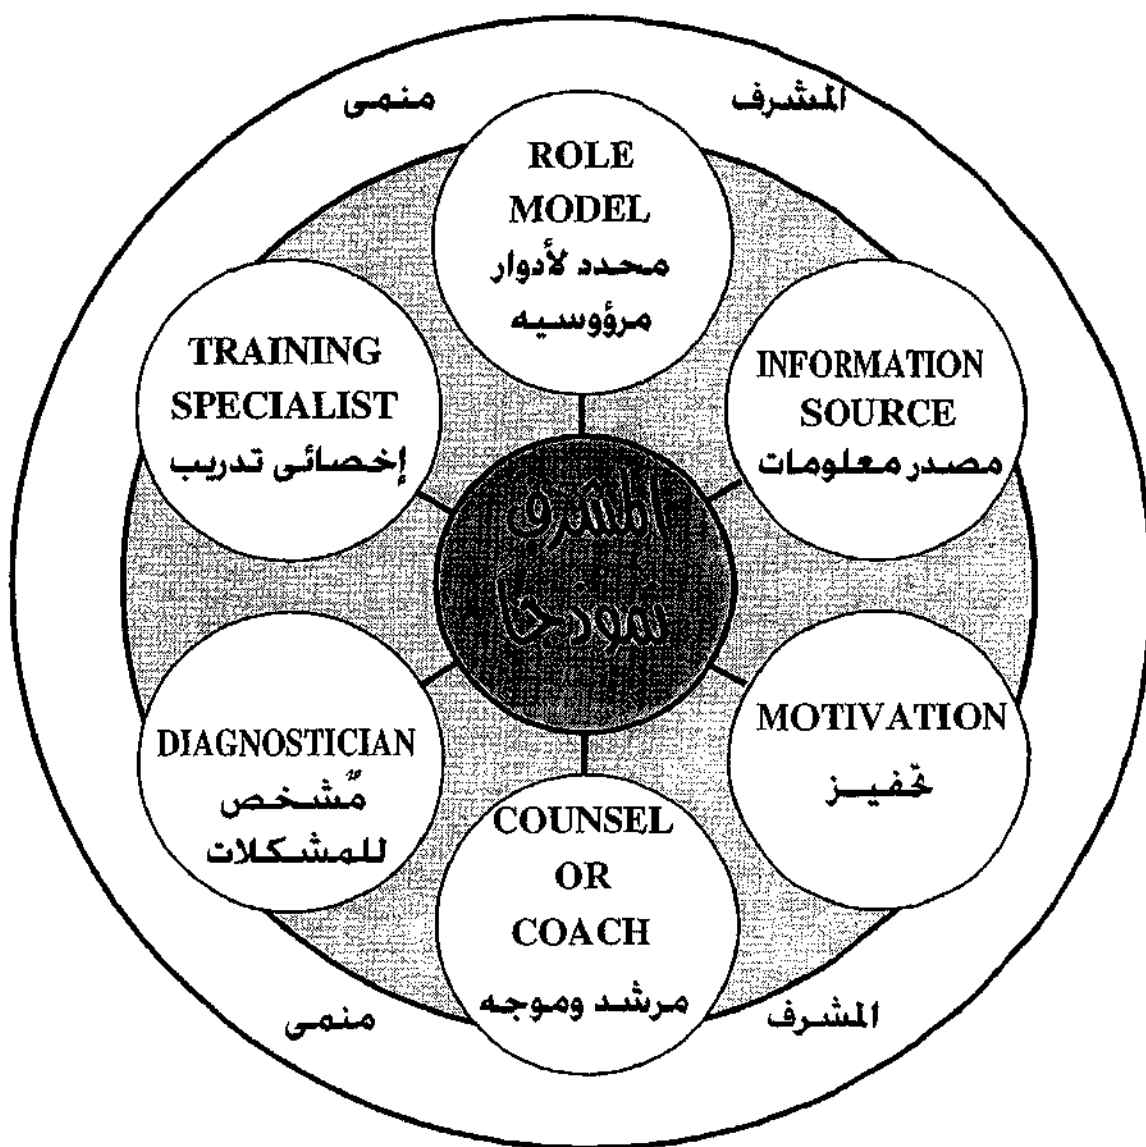 المشرف منمى
ROLE
MODEL
محدد لأدوار
مرؤوسيه
INFORMATION
SOURCE
مصدر معلومات
MOTIVATION
تحفيز
COUNSEL
OR
COACH
مرشد وموجه
DIAGNOSTICIAN
مُشخص
للمشكلات
TRAINING
SPECIALIST
إخصائى تدريب
المشرف
نموذجا
المشرف منمى